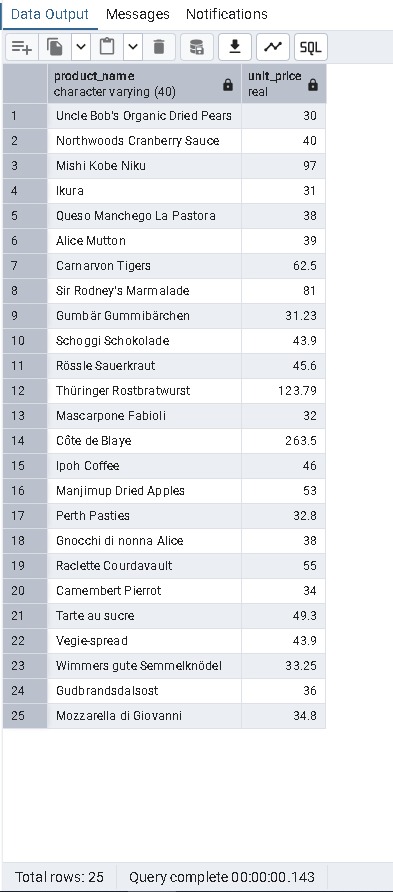 Data Output Messages Notifications
SQL
product_name unit_price
character varying (40) real
1 Uncle Bob's Organic Dried Pears 30
2 Northwoods Cranberry Sauce 40
3 Mishi Kobe Niku 97
4 Ikura 31
5 Queso Manchego La Pastora 38
6 Alice Mutton 39
7 Carnarvon Tigers 62.5
8 Sir Rodney's Marmalade 81
9 Gumbär Gummibärchen 31.23
10 Schoggi Schokolade 43.9
11 Rössle Sauerkraut 45.6
12 Thüringer Rostbratwurst 123.79
13 Mascarpone Fabioli 32
14 Côte de Blaye 263.5
15 Ipoh Coffee 46
16 Manjimup Dried Apples 53
17 Perth Pasties 32.8
18 Gnocchi di nonna Alice 38
19 Raclette Courdavault 55
20 Camembert Pierrot 34
21 Tarte au sucre 49.3
22 Vegie-spread 43.9
23 Wimmers gute Semmelknödel 33.25
24 Gudbrandsdalsost 36
25 Mozzarella di Giovanni 34.8
Total rows: 25 Query complete 00:00:00.143